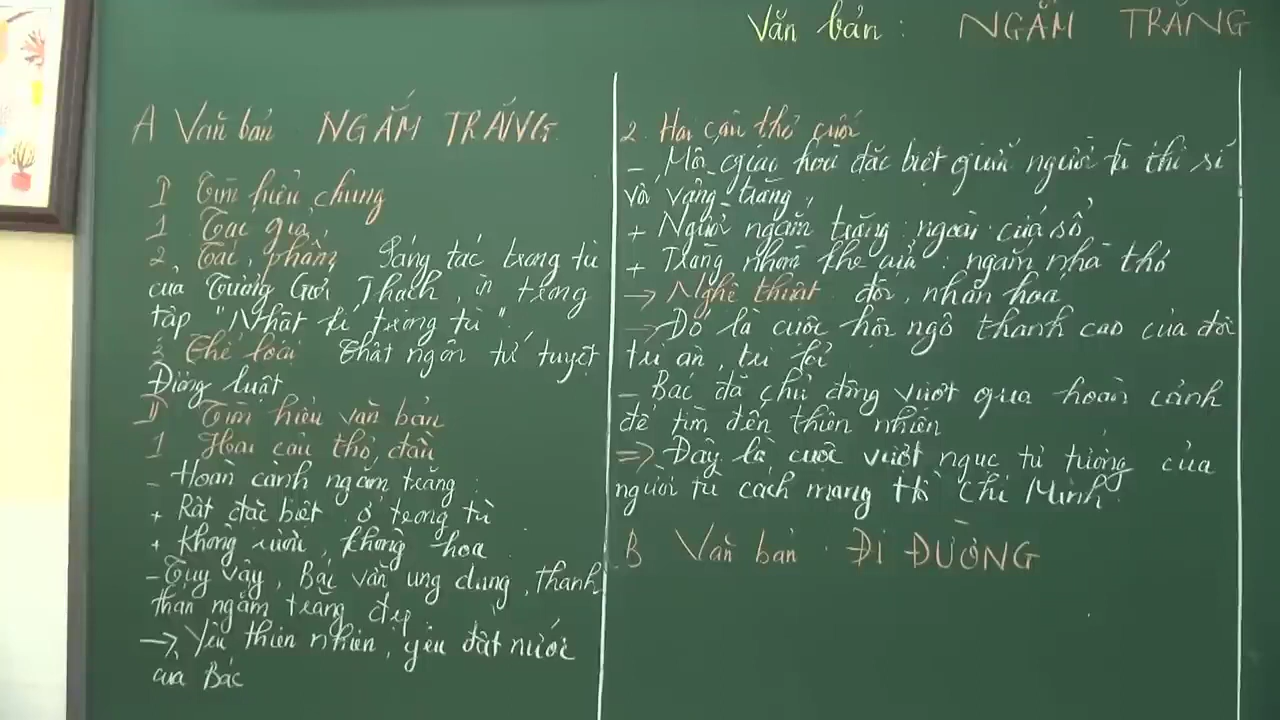 Văn bản: NGẮM TRĂNG
A Văn bản NGẮM TRĂNG
I Tìm hiểu chung
1 Tác giả
2. Tác phẩm Sáng tác trong tù
của Tưởng Giới Thạch, in trong
tập "Nhật kí trong tù"
3 Thể loại Thất ngôn tứ tuyệt
Đường luật
II Tìm hiểu văn bản
1 Hai câu thơ đầu
- Hoàn cảnh ngắm trăng:
+ Rất đặc biệt: ở trong tù
+ Không rượu, không hoa
- Tuy vậy, Bác vẫn ung dung, thanh
thản ngắm trăng đẹp
-> Yêu thiên nhiên, yêu đất nước
của Bác
2. Hai câu thơ cuối
- Mối giao hoà đặc biệt giữa người tù thi sĩ
với vầng trăng
+ Người ngắm trăng: ngoài cửa sổ
+ Trăng nhòm khe cửa: ngắm nhà thơ
-> Nghệ thuật: đối, nhân hoá
-> Đó là cuộc hội ngộ thanh cao của đôi
tri ân, tri kỉ
- Bác đã chủ động vượt qua hoàn cảnh
để tìm đến thiên nhiên
=> Đây là cuộc vượt ngục tư tưởng của
người tù cách mạng Hồ Chí Minh
B Văn bản: ĐI ĐƯỜNG